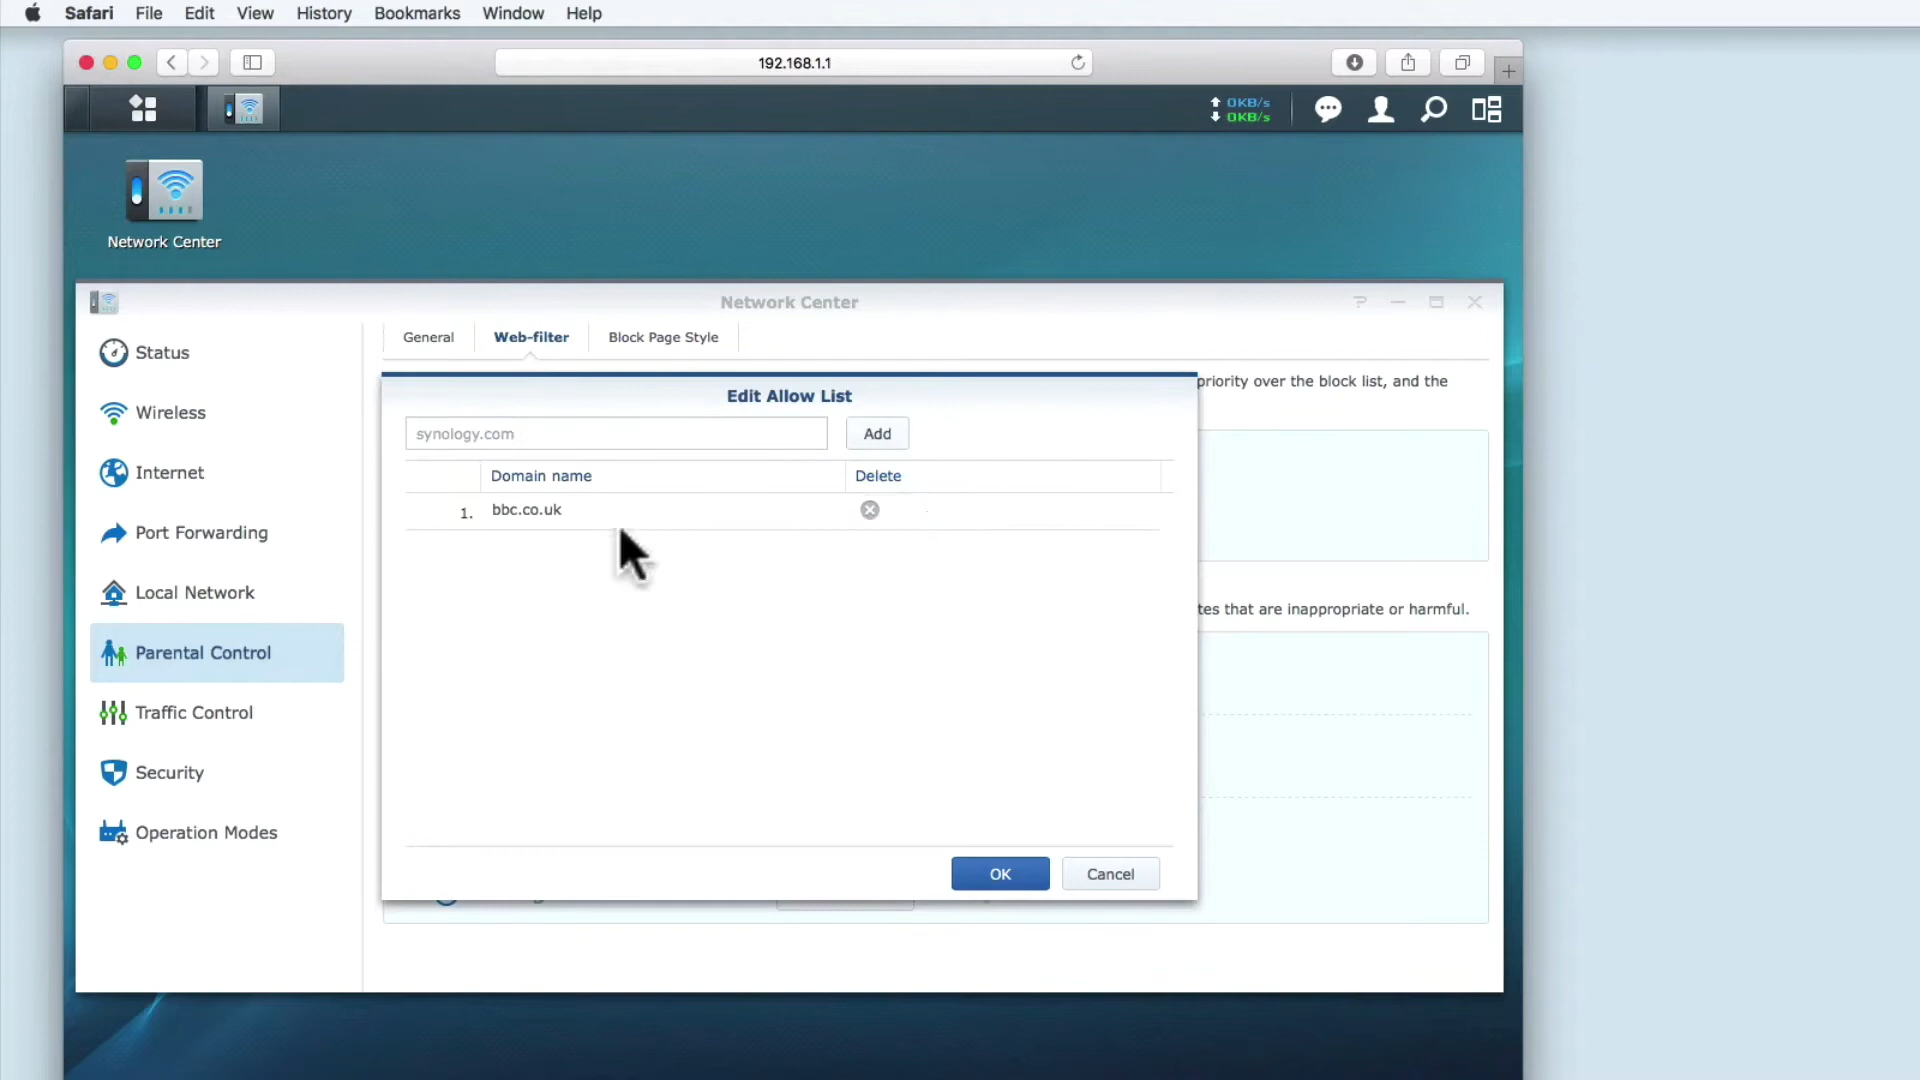 Safari File Edit View History Bookmarks Window Help
192.168.1.1
0KB/s
0KB/s
Network Center
Network Center
Status
Wireless
Internet
Port Forwarding
Local Network
Parental Control
Traffic Control
Security
Operation Modes
General Web-filter Block Page Style
priority over the block list, and the
tes that are inappropriate or harmful.
Edit Allow List
synology.com Add
Domain name Delete
1. bbc.co.uk
OK Cancel